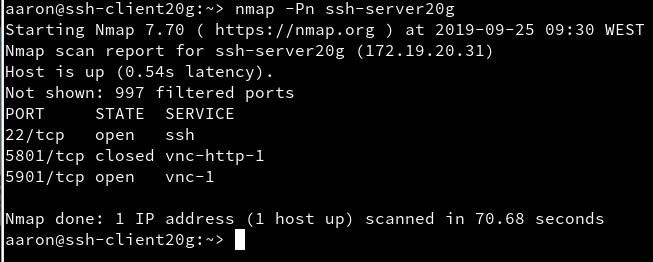 aaron@ssh-client20g:~> nmap -Pn ssh-server20g
Starting Nmap 7.70 ( https://nmap.org ) at 2019-09-25 09:30 WEST
Nmap scan report for ssh-server20g (172.19.20.31)
Host is up (0.54s latency).
Not shown: 997 filtered ports
PORT     STATE  SERVICE
22/tcp   open   ssh
5801/tcp closed vnc-http-1
5901/tcp open   vnc-1

Nmap done: 1 IP address (1 host up) scanned in 70.68 seconds
aaron@ssh-client20g:~>